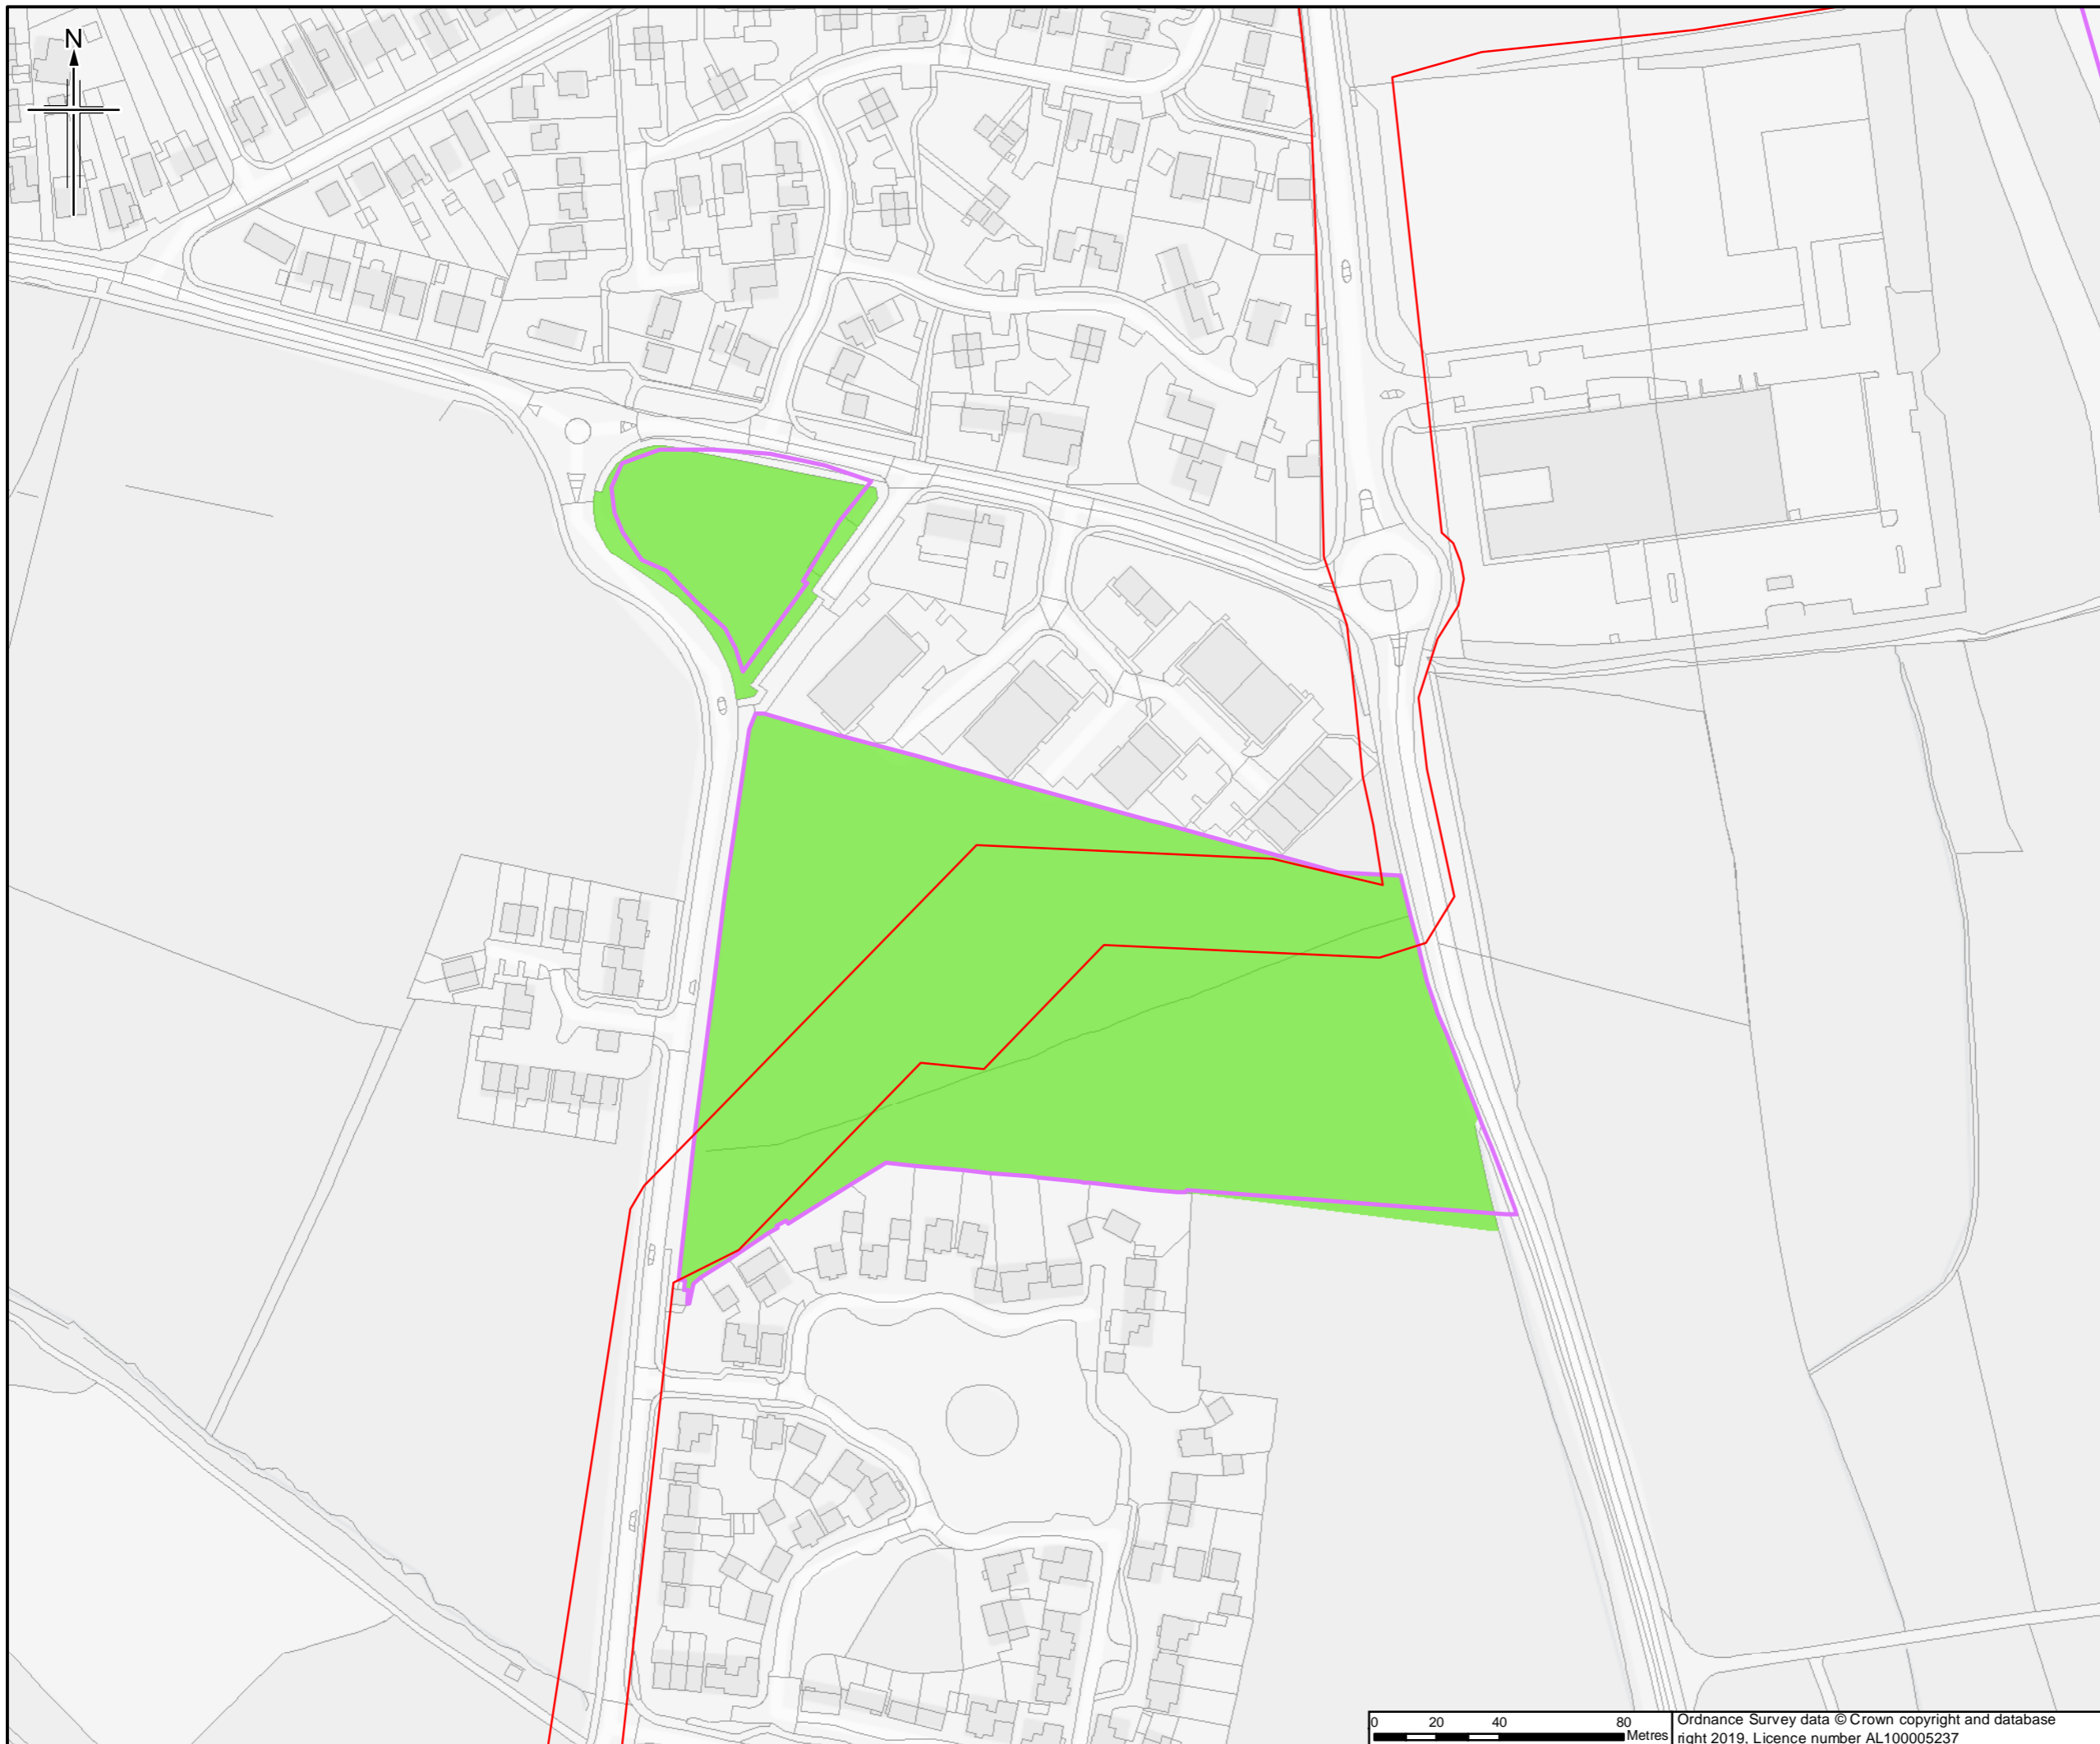 N
0 20 40 80
Metres
Ordnance Survey data © Crown copyright and database
right 2019, Licence number AL100005237